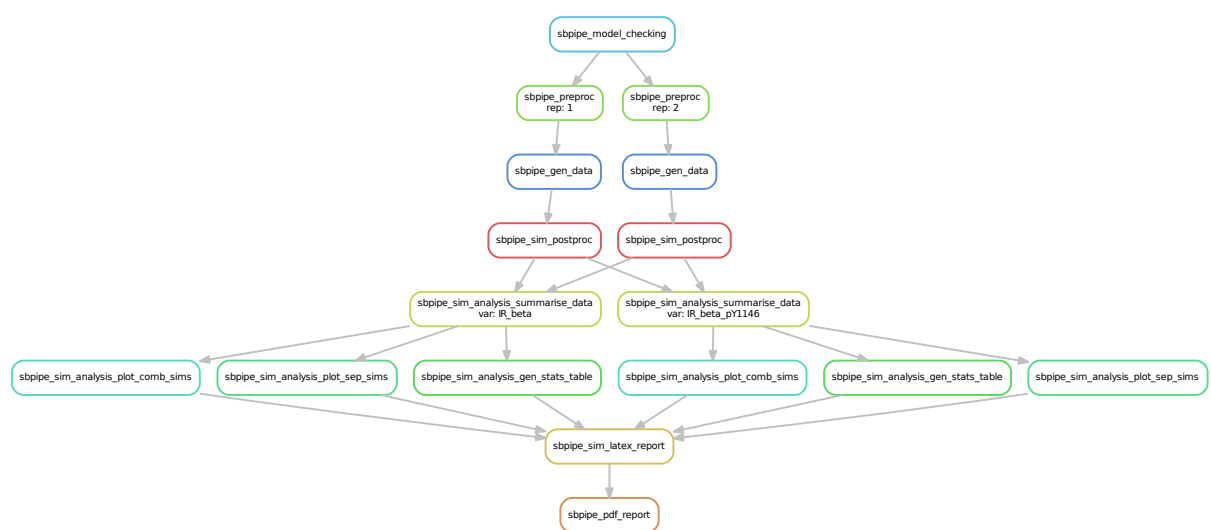 sbpipe_model_checking
sbpipe_preproc
rep: 1
sbpipe_preproc
rep: 2
sbpipe_gen_data
sbpipe_gen_data
sbpipe_sim_postproc
sbpipe_sim_postproc
sbpipe_sim_analysis_summarise_data
var: IR_beta
sbpipe_sim_analysis_summarise_data
var: IR_beta_pY1146
sbpipe_sim_analysis_plot_comb_sims
sbpipe_sim_analysis_plot_sep_sims
sbpipe_sim_analysis_gen_stats_table
sbpipe_sim_analysis_plot_comb_sims
sbpipe_sim_analysis_gen_stats_table
sbpipe_sim_analysis_plot_sep_sims
sbpipe_sim_latex_report
sbpipe_pdf_report